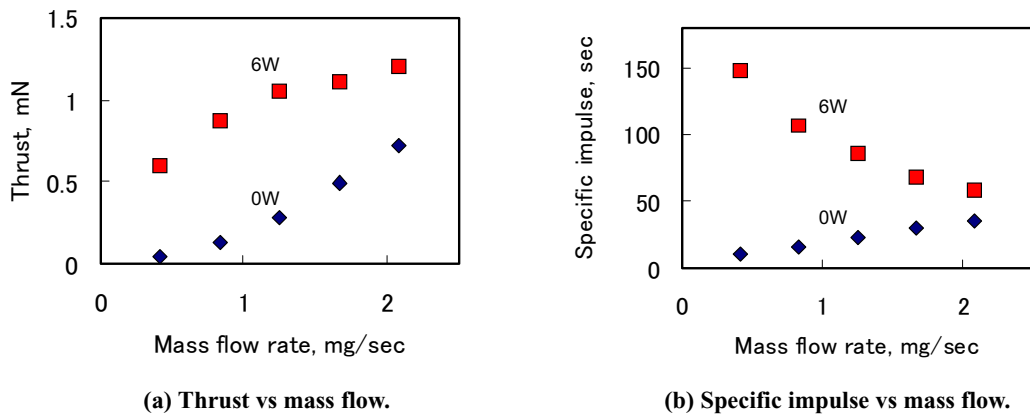 1.5
1
0.5
0
Thrust, mN
6W
0W
0
1
2
Mass flow rate, mg/sec
(a) Thrust vs mass flow.
150
100
50
0
Specific impulse, sec
6W
0W
0
1
2
Mass flow rate, mg/sec
(b) Specific impulse vs mass flow.